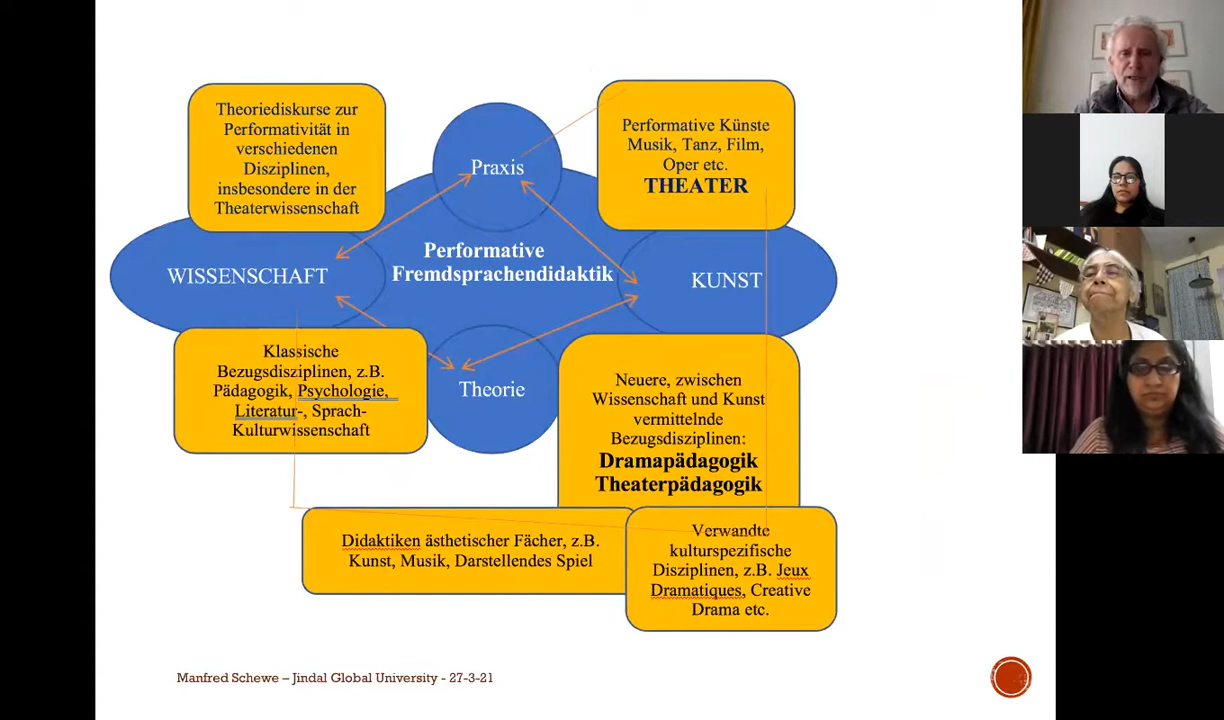 Theoriediskurse zur
Performativität in
verschiedenen
Disziplinen,
insbesondere in der
Theaterwissenschaft
Praxis
Performative Künste
Musik, Tanz, Film,
Oper etc.
THEATER
Performative
Fremdsprachendidaktik
WISSENSCHAFT
KUNST
Klassische
Bezugsdisziplinen, z.B.
Pädagogik, Psychologie,
Literatur-, Sprach-
Kulturwissenschaft
Theorie
Neuere, zwischen
Wissenschaft und Kunst
vermittelnde
Bezugsdisziplinen:
Dramapädagogik
Theaterpädagogik
Didaktiken ästhetischer Fächer, z.B.
Kunst, Musik, Darstellendes Spiel
Verwandte
kulturspezifische
Disziplinen, z.B. Jeux
Dramatiques, Creative
Drama etc.
Manfred Schewe – Jindal Global University - 27-3-21